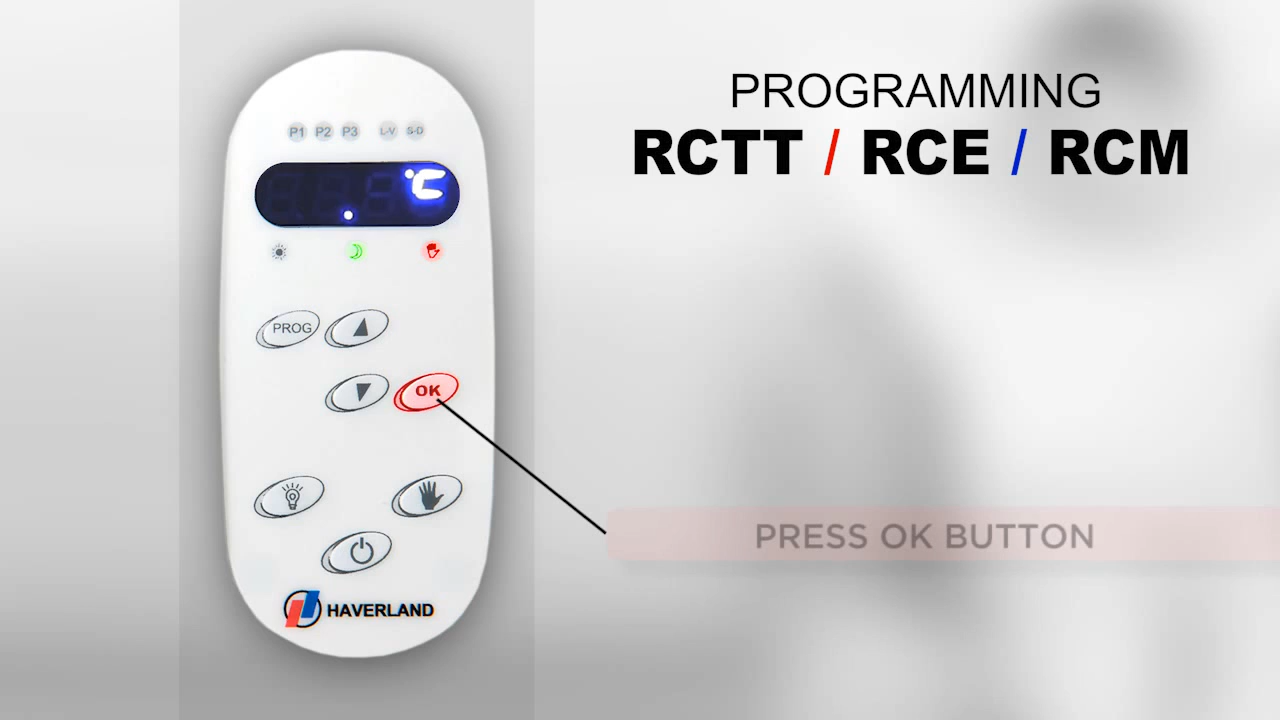 PROGRAMMING
RCTT / RCE / RCM
P1 P2 P3 L-V S-D
°C
PROG
OK
PRESS OK BUTTON
HAVERLAND